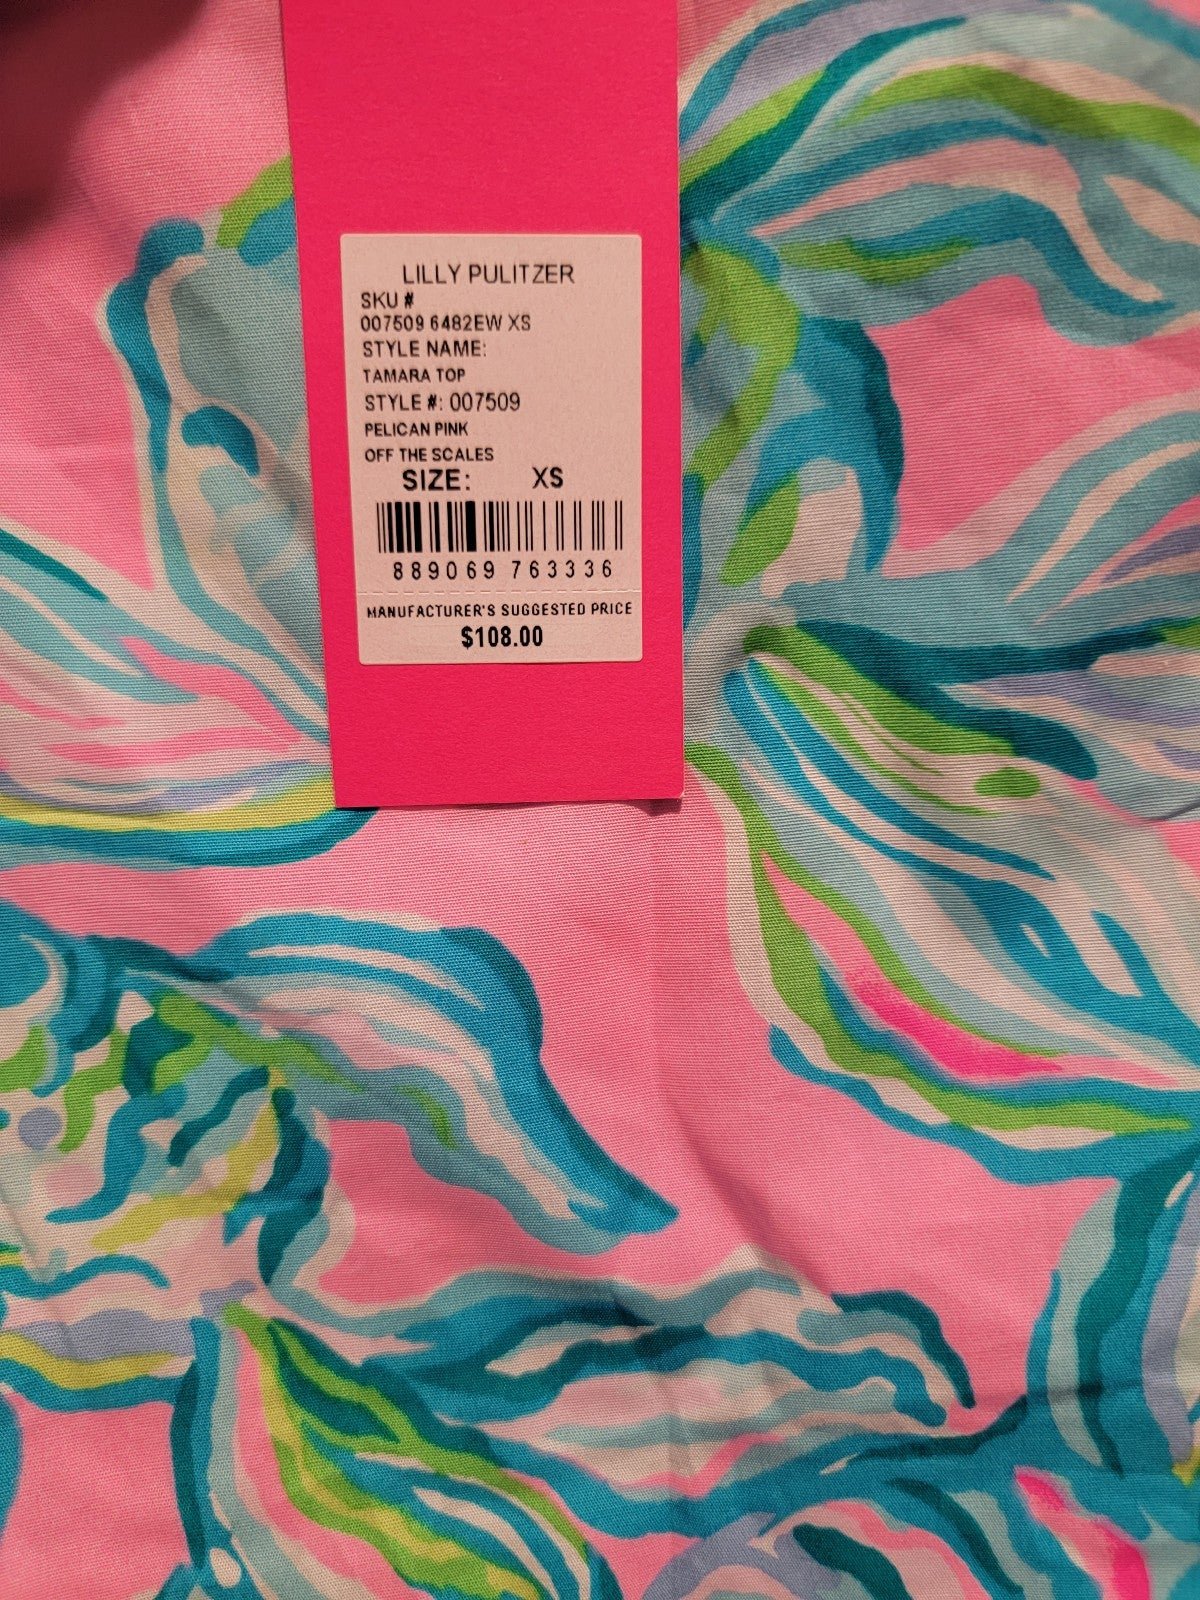 LILLY PULITZER
SKU #
007509 6482EW XS
STYLE NAME:
TAMARA TOP
STYLE #: 007509
PELICAN PINK
OFF THE SCALES
SIZE: XS
889069 763336
MANUFACTURER'S SUGGESTED PRICE
$108.00